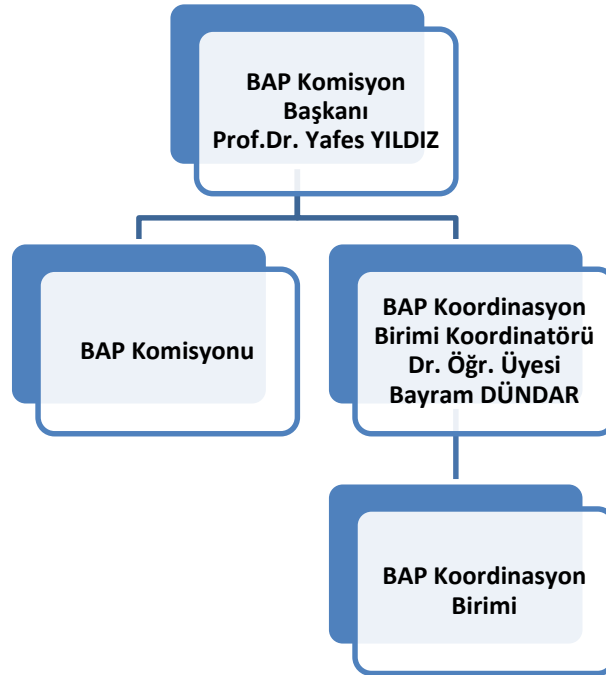 BAP Komisyon
Başkanı
Prof.Dr. Yafes YILDIZ
BAP Komisyonu
BAP Koordinasyon
Birimi Koordinatörü
Dr. Öğr. Üyesi
Bayram DÜNDAR
BAP Koordinasyon
Birimi